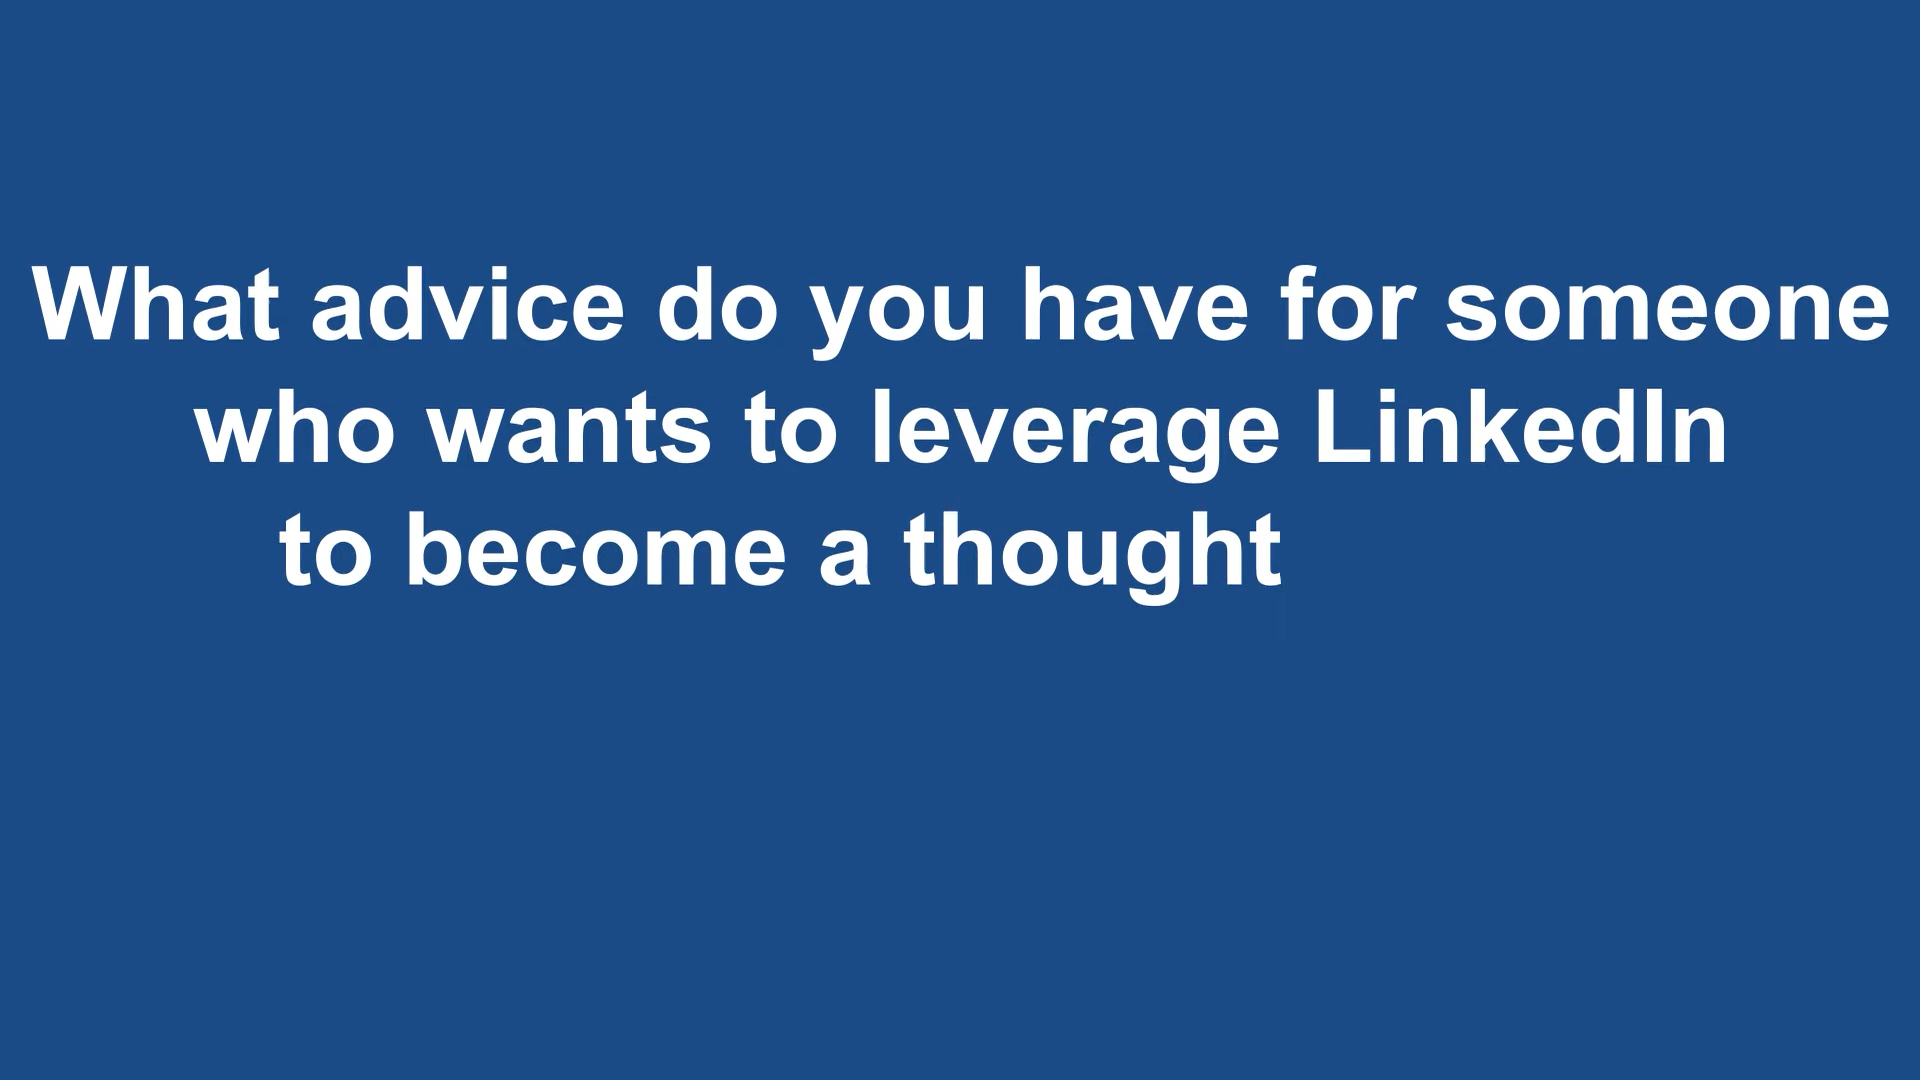 What advice do you have for someone
who wants to leverage LinkedIn
to become a thought